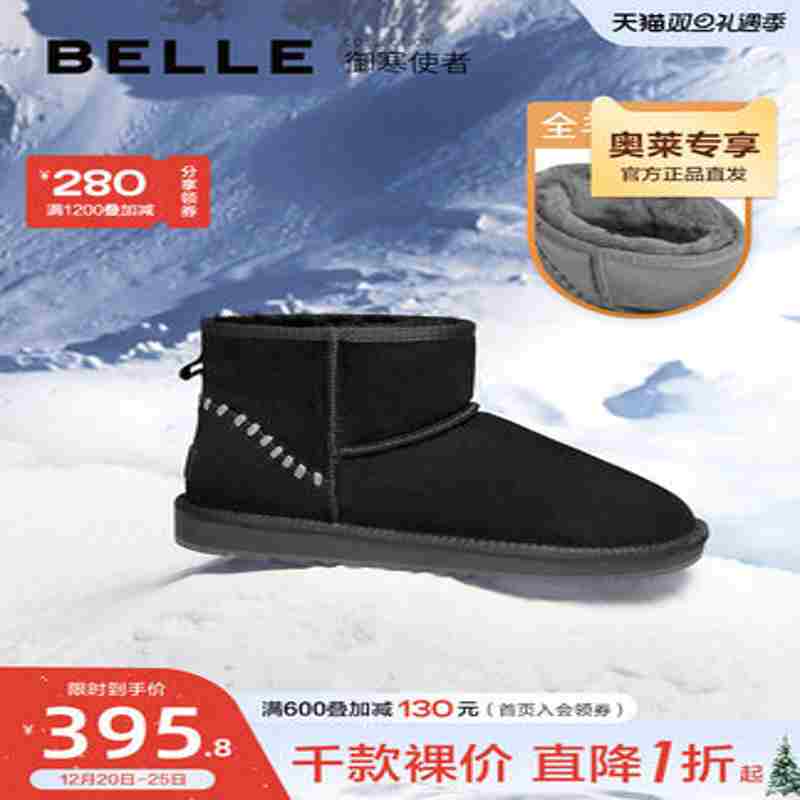 天猫双旦礼遇季
BELLE
御寒使者
¥280
满1200叠加减
分享领券
全羊
奥莱专享
官方正品直发
限时到手价
¥395.8
12月20日-25日
满600叠加减130元(首页入会领券)
千款裸价 直降1折起